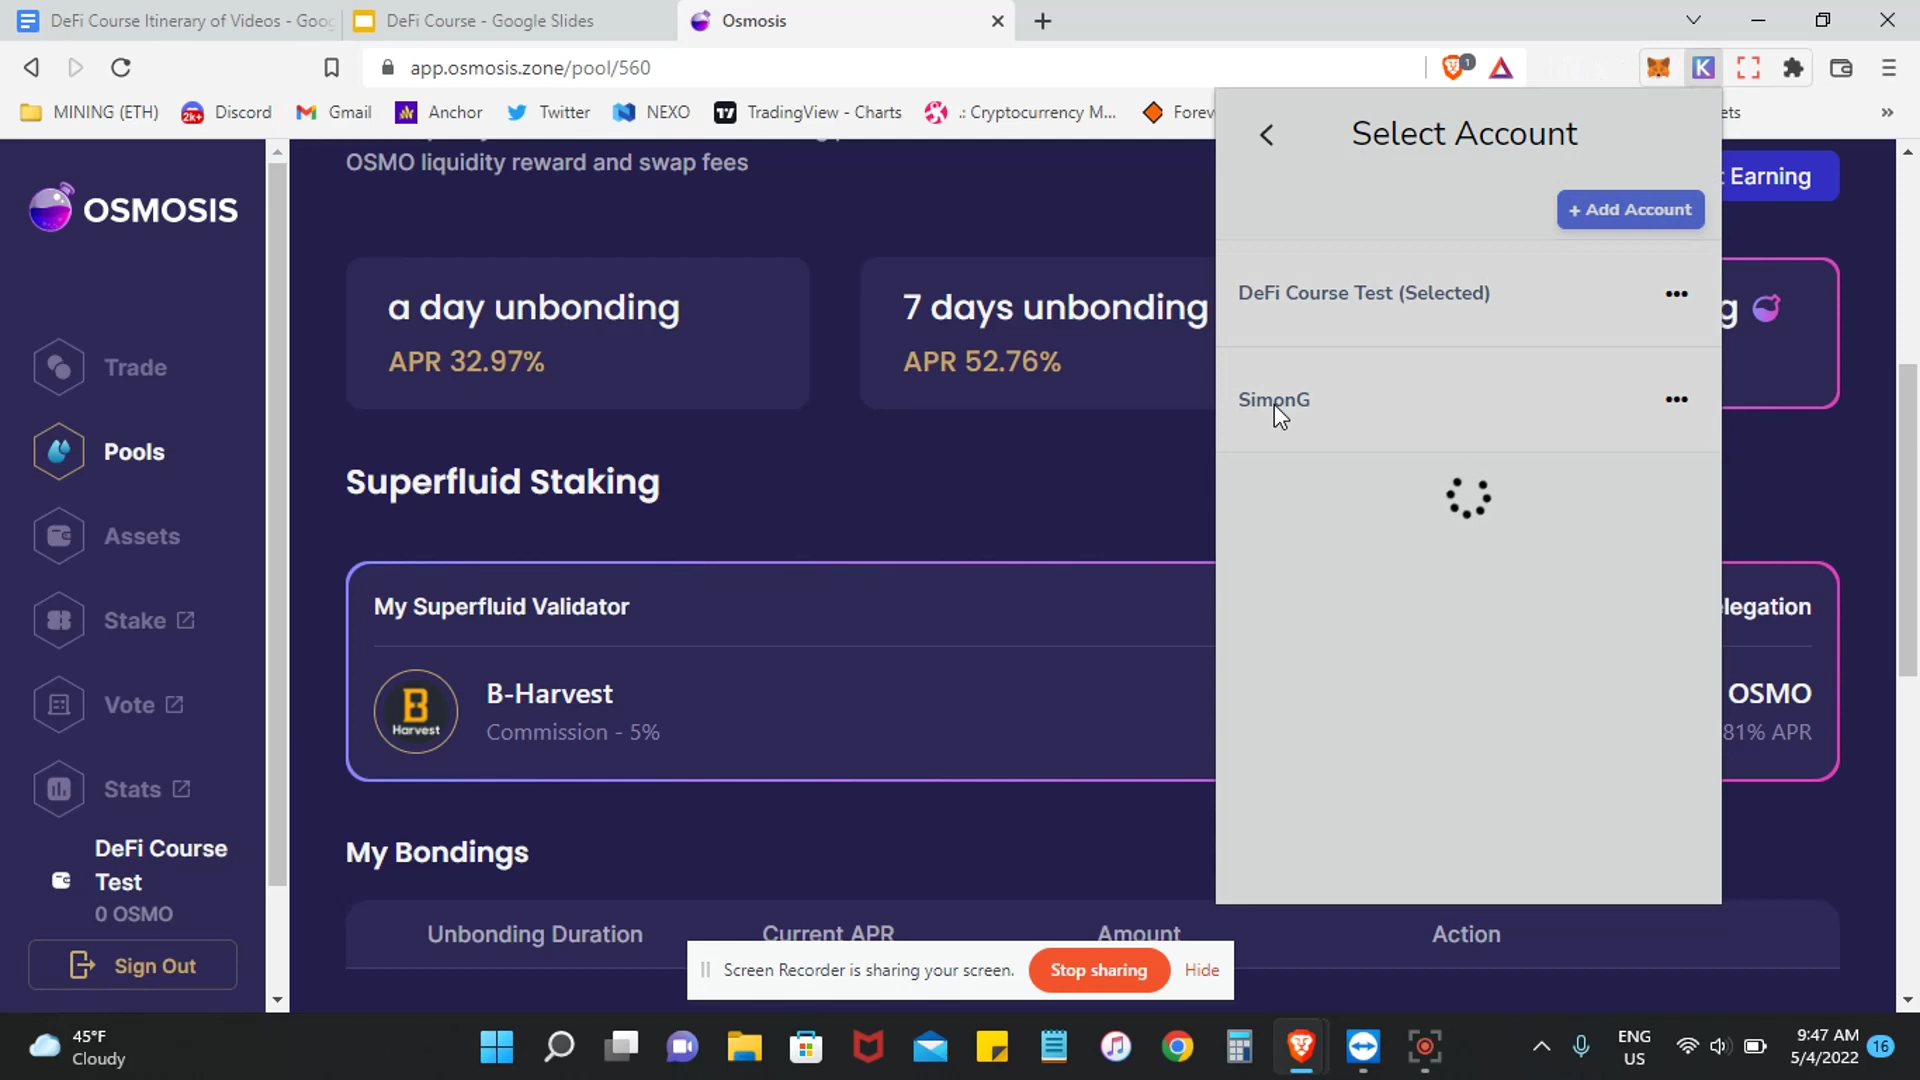 DeFi Course Itinerary of Videos - Goog
DeFi Course - Google Slides
Osmosis
app.osmosis.zone/pool/560
1
K
MINING (ETH)
2K+
Discord
Gmail
Anchor
Twitter
NEXO
TradingView - Charts
.: Cryptocurrency M...
Forev
ets
»
OSMOSIS
Trade
Pools
Assets
Stake
Vote
Stats
DeFi Course
Test
0 OSMO
Sign Out
OSMO liquidity reward and swap fees
Earning
a day unbonding
APR 32.97%
7 days unbonding
APR 52.76%
g
Superfluid Staking
My Superfluid Validator
B
Harvest
B-Harvest
Commission - 5%
elegation
OSMO
81% APR
My Bondings
Unbonding Duration
Current APR
Amount
Action
Select Account
+ Add Account
DeFi Course Test (Selected)
SimonG
Screen Recorder is sharing your screen.
Stop sharing
Hide
45°F
Cloudy
ENG
US
9:47 AM
5/4/2022
16